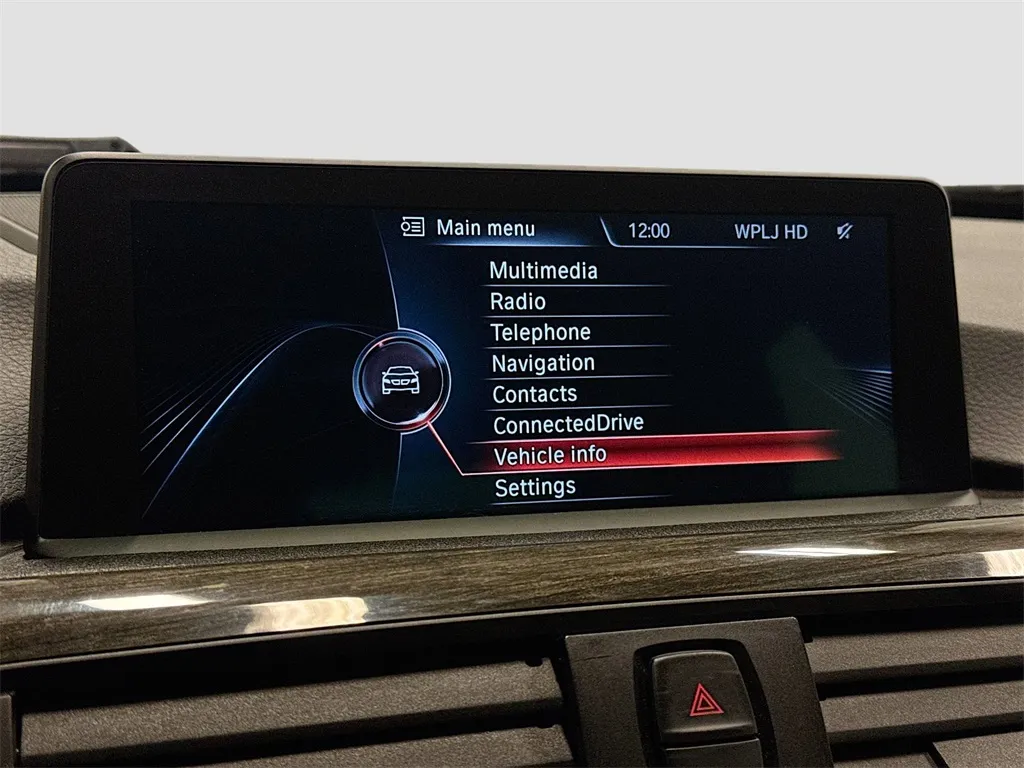 Main menu 12:00 WPLJ HD
Multimedia
Radio
Telephone
Navigation
Contacts
ConnectedDrive
Vehicle info
Settings